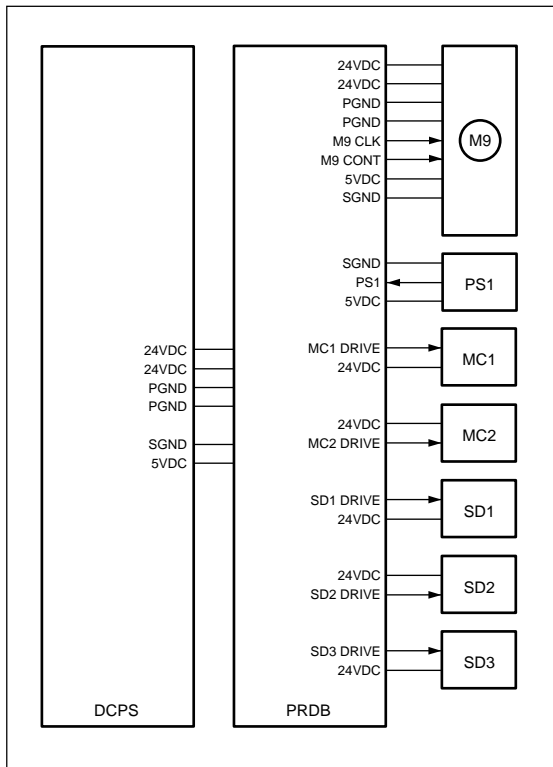 24VDC
24VDC
PGND
PGND
M9 CLK
M9 CONT
5VDC
SGND
M9
SGND
PS1
5VDC
PS1
24VDC
24VDC
PGND
PGND
SGND
5VDC
MC1 DRIVE
24VDC
MC1
24VDC
MC2 DRIVE
MC2
SD1 DRIVE
24VDC
SD1
24VDC
SD2 DRIVE
SD2
SD3 DRIVE
24VDC
SD3
DCPS
PRDB